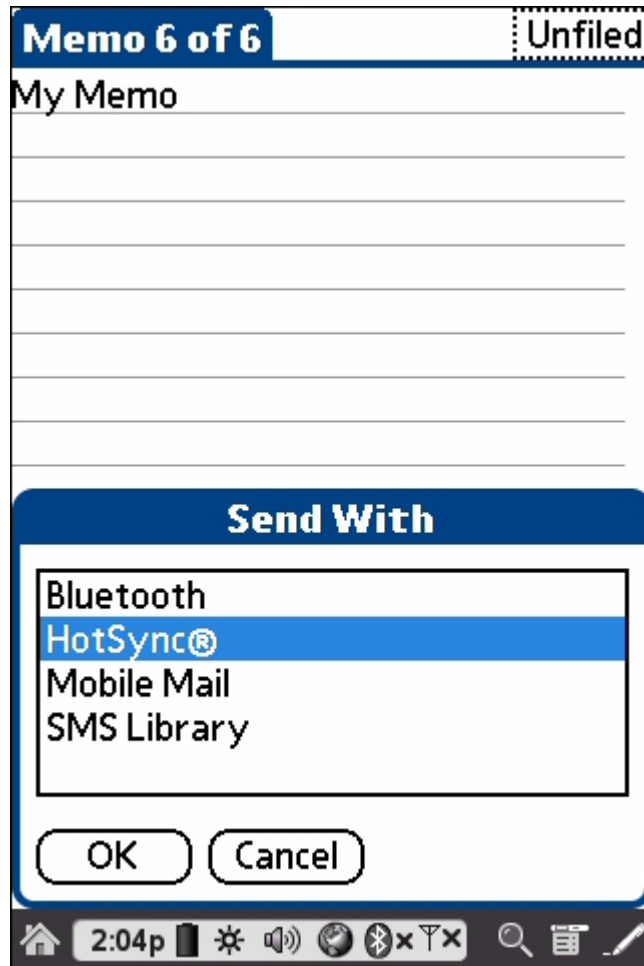 Memo 6 of 6 Unfiled
My Memo
Send With
Bluetooth
HotSync®
Mobile Mail
SMS Library
OK Cancel
2:04p